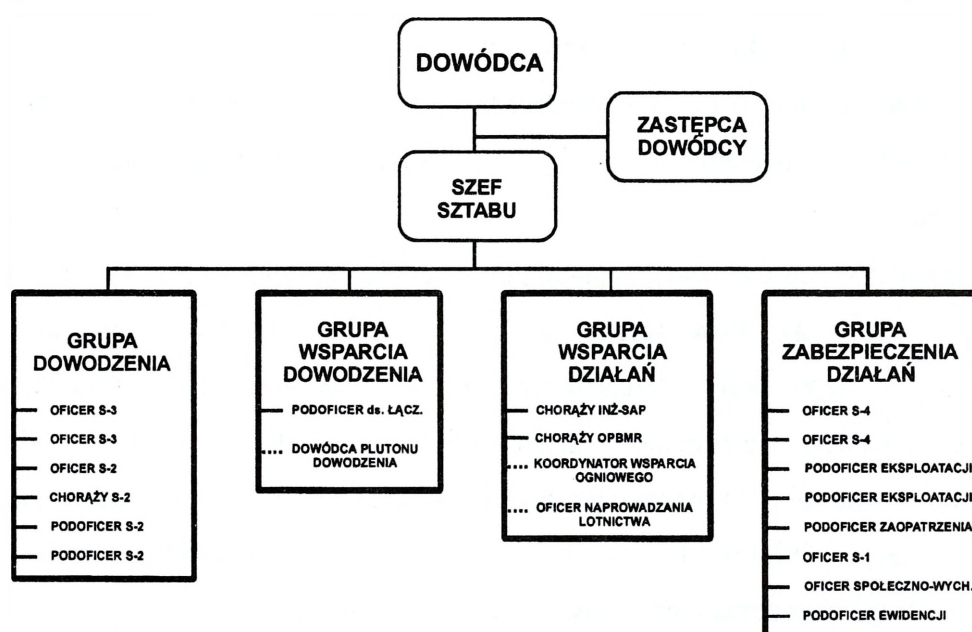 DOWÓDCA
ZASTĘPCA
DOWÓDCY
SZEF
SZTABU
GRUPA
DOWODZENIA
OFICER S-3
OFICER S-3
OFICER S-2
CHORĄŻY S-2
PODOFICER S-2
PODOFICER S-2
GRUPA
WSPARCIA
DOWODZENIA
PODOFICER ds. ŁĄCZ.
DOWÓDCA PLUTONU
DOWODZENIA
GRUPA
WSPARCIA
DZIAŁAŃ
CHORĄŻY INŻ-SAP
CHORĄŻY OPBMR
KOORDYNATOR WSPARCIA
OGNIOWEGO
OFICER NAPROWADZANIA
LOTNICTWA
GRUPA
ZABEZPIECZENIA
DZIAŁAŃ
OFICER S-4
OFICER S-4
PODOFICER EKSPLOATACJI
PODOFICER EKSPLOATACJI
PODOFICER ZAOPATRZENIA
OFICER S-1
OFICER SPOŁECZNO-WYCH.
PODOFICER EWIDENCJI